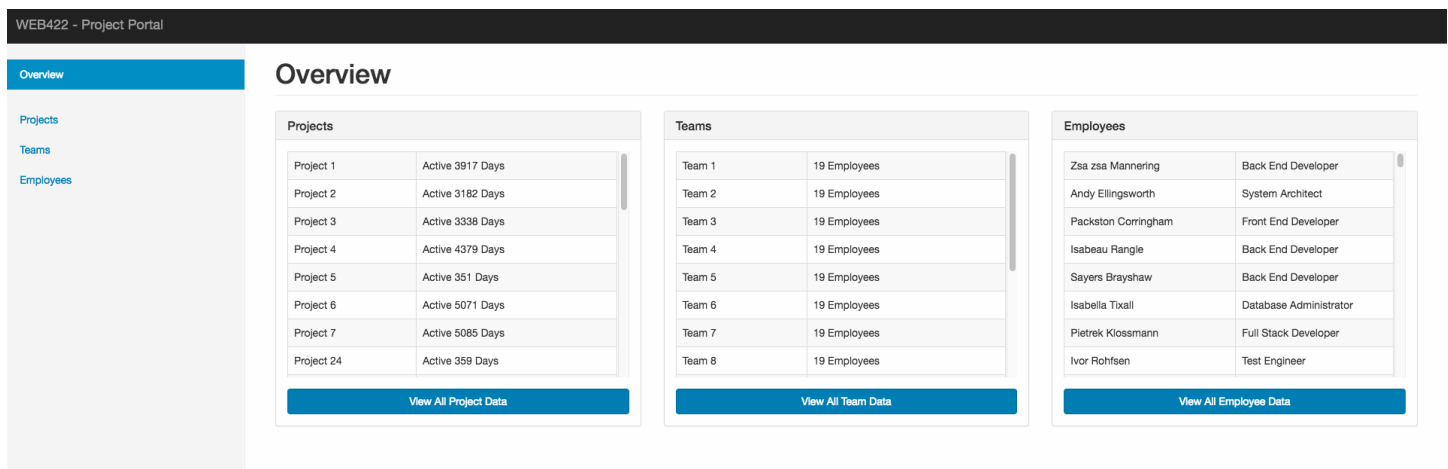 WEB422 - Project Portal
Overview
Projects
Teams
Employees
Overview
Projects
Project 1 Active 3917 Days
Project 2 Active 3182 Days
Project 3 Active 3338 Days
Project 4 Active 4379 Days
Project 5 Active 351 Days
Project 6 Active 5071 Days
Project 7 Active 5085 Days
Project 24 Active 359 Days
View All Project Data
Teams
Team 1 19 Employees
Team 2 19 Employees
Team 3 19 Employees
Team 4 19 Employees
Team 5 19 Employees
Team 6 19 Employees
Team 7 19 Employees
Team 8 19 Employees
View All Team Data
Employees
Zsa zsa Mannering Back End Developer
Andy Ellingsworth System Architect
Packston Corringham Front End Developer
Isabeau Rangle Back End Developer
Sayers Brayshaw Back End Developer
Isabella Tixall Database Administrator
Pietrek Klossmann Full Stack Developer
Ivor Rohfsen Test Engineer
View All Employee Data